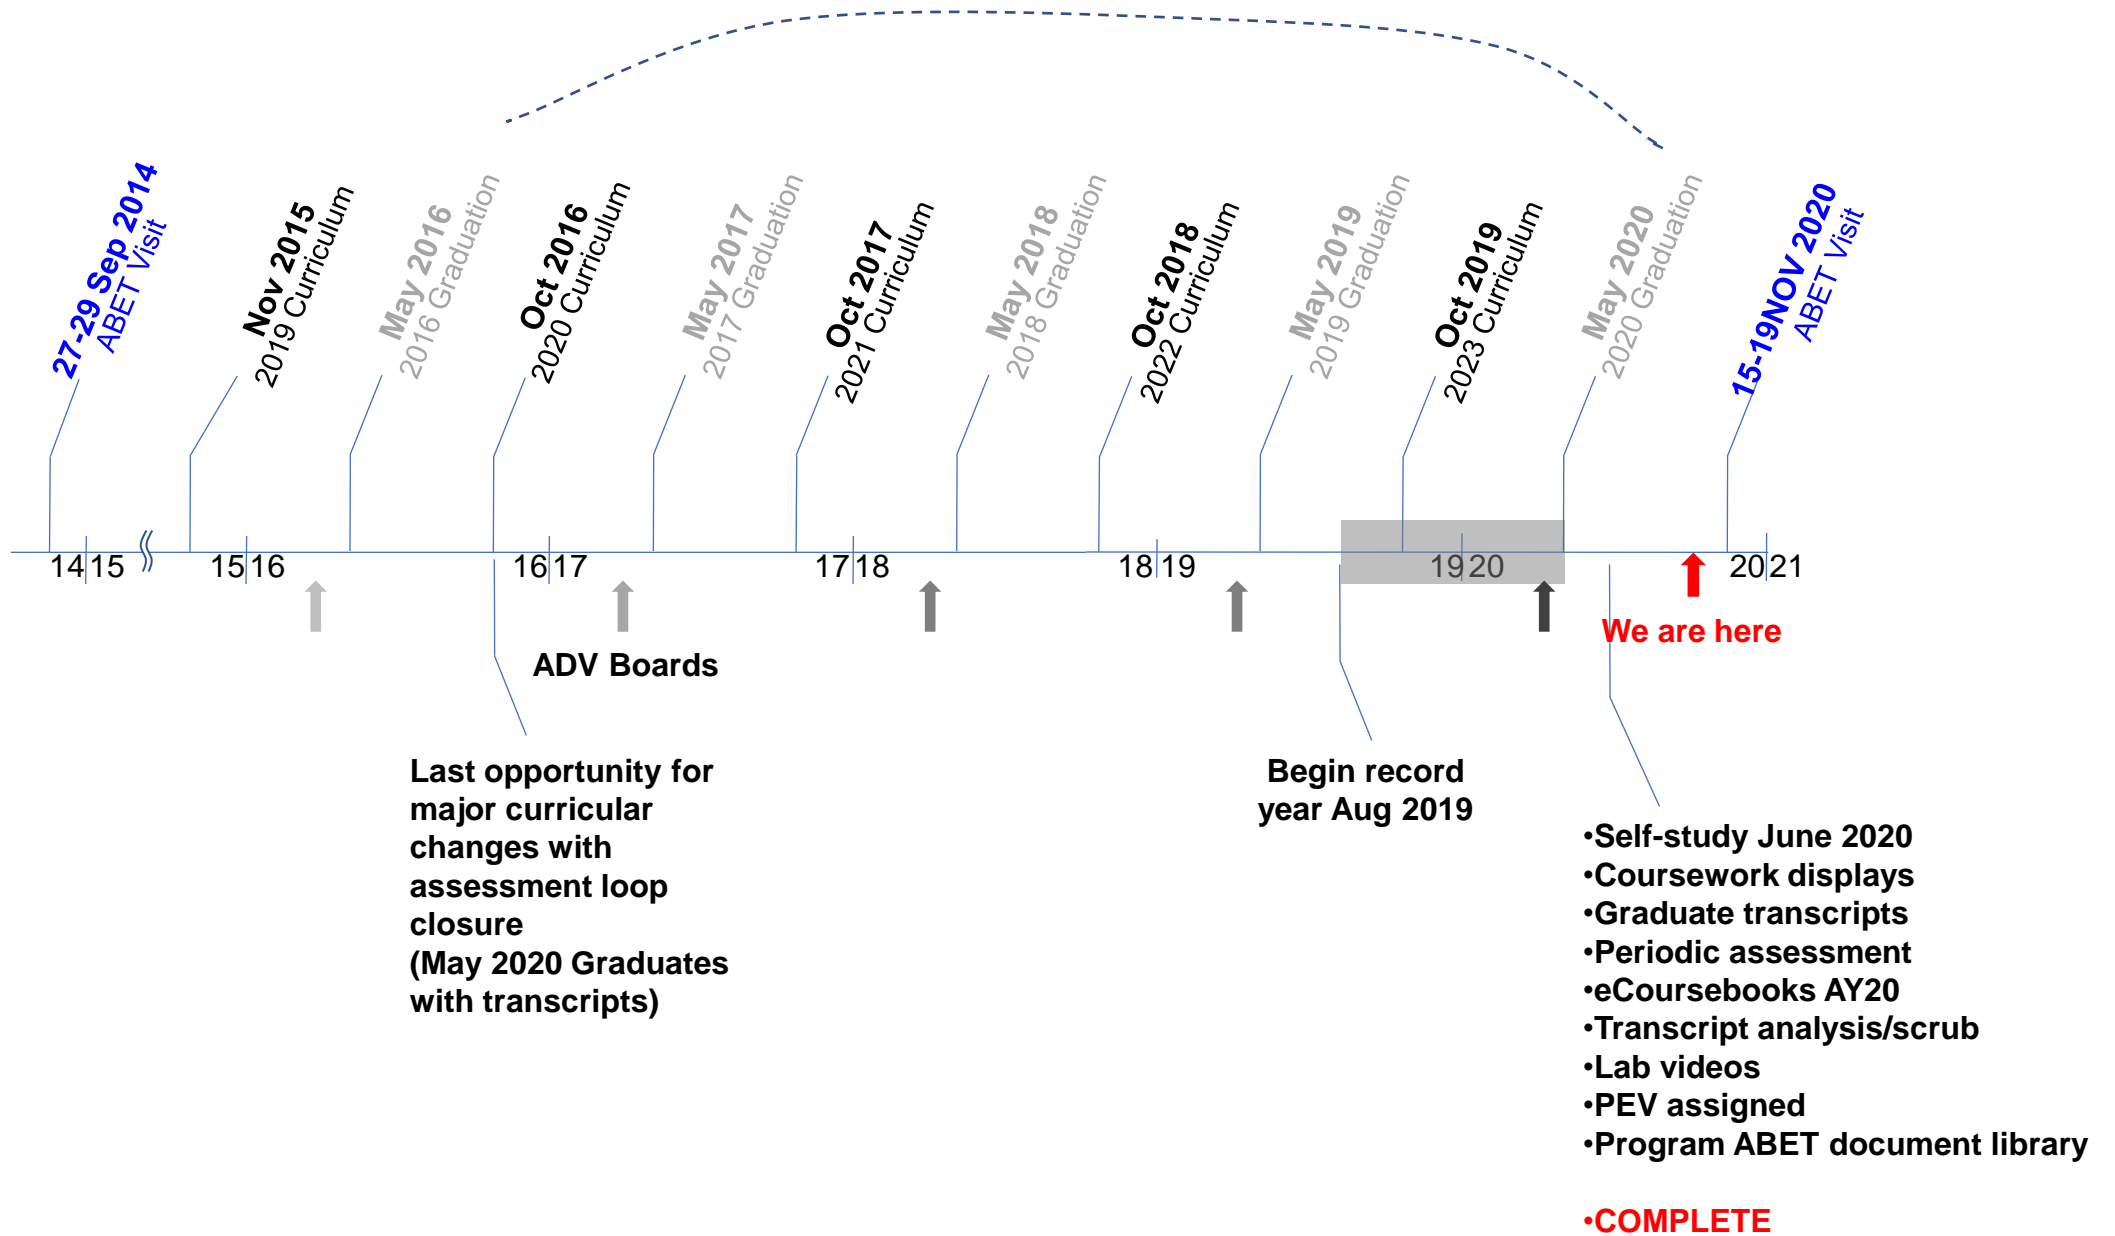 27-29 Sep 2014
ABET Visit
Nov 2015
2019 Curriculum
May 2016
2016 Graduation
Oct 2016
2020 Curriculum
May 2017
2017 Graduation
Oct 2017
2021 Curriculum
May 2018
2018 Graduation
Oct 2018
2022 Curriculum
May 2019
2019 Graduation
Oct 2019
2023 Curriculum
May 2020
2020 Graduation
15-19NOV 2020
ABET Visit
14 15
15 16
16 17
17 18
18 19
19 20
20 21
We are here
ADV Boards
Last opportunity for
major curricular
changes with
assessment loop
closure
(May 2020 Graduates
with transcripts)
Begin record
year Aug 2019
•Self-study June 2020
•Coursework displays
•Graduate transcripts
•Periodic assessment
•eCoursebooks AY20
•Transcript analysis/scrub
•Lab videos
•PEV assigned
•Program ABET document library
•COMPLETE